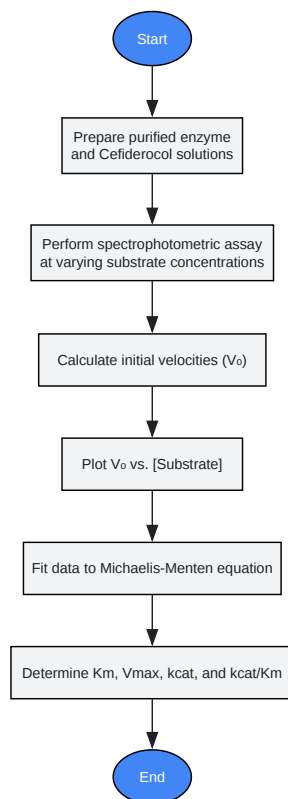 Start
Prepare purified enzyme
and Cefiderocol solutions
Perform spectrophotometric assay
at varying substrate concentrations
Calculate initial velocities (V₀)
Plot V₀ vs. [Substrate]
Fit data to Michaelis-Menten equation
Determine Km, Vmax, kcat, and kcat/Km
End